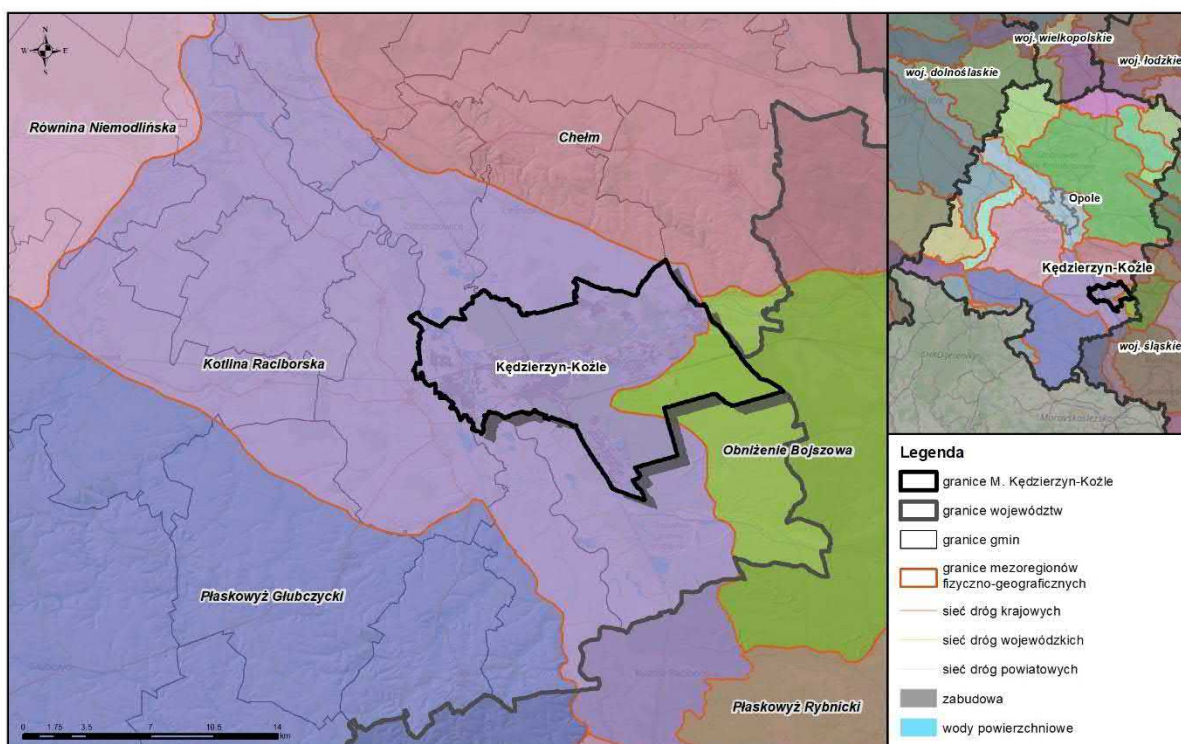 N
W E
S
Równina Niemodlińska
Chełm
Kędzierzyn-Koźle
Kotlina Raciborska
Obniżenie Bojszowa
Płaskowyż Głubczycki
Płaskowyż Rybnicki
0 1.75 3.5 7 10.5 14
km
woj. wielkopolskie
woj. łodzkie
woj. dolnoślaskie
Opole
Kędzierzyn-Koźle
woj. śląskie
Legenda
granice M. Kędzierzyn-Koźle
granice województw
granice gmin
granice mezoregionów
fizyczno-geograficznych
sieć dróg krajowych
sieć dróg wojewódzkich
sieć dróg powiatowych
zabudowa
wody powierzchniowe